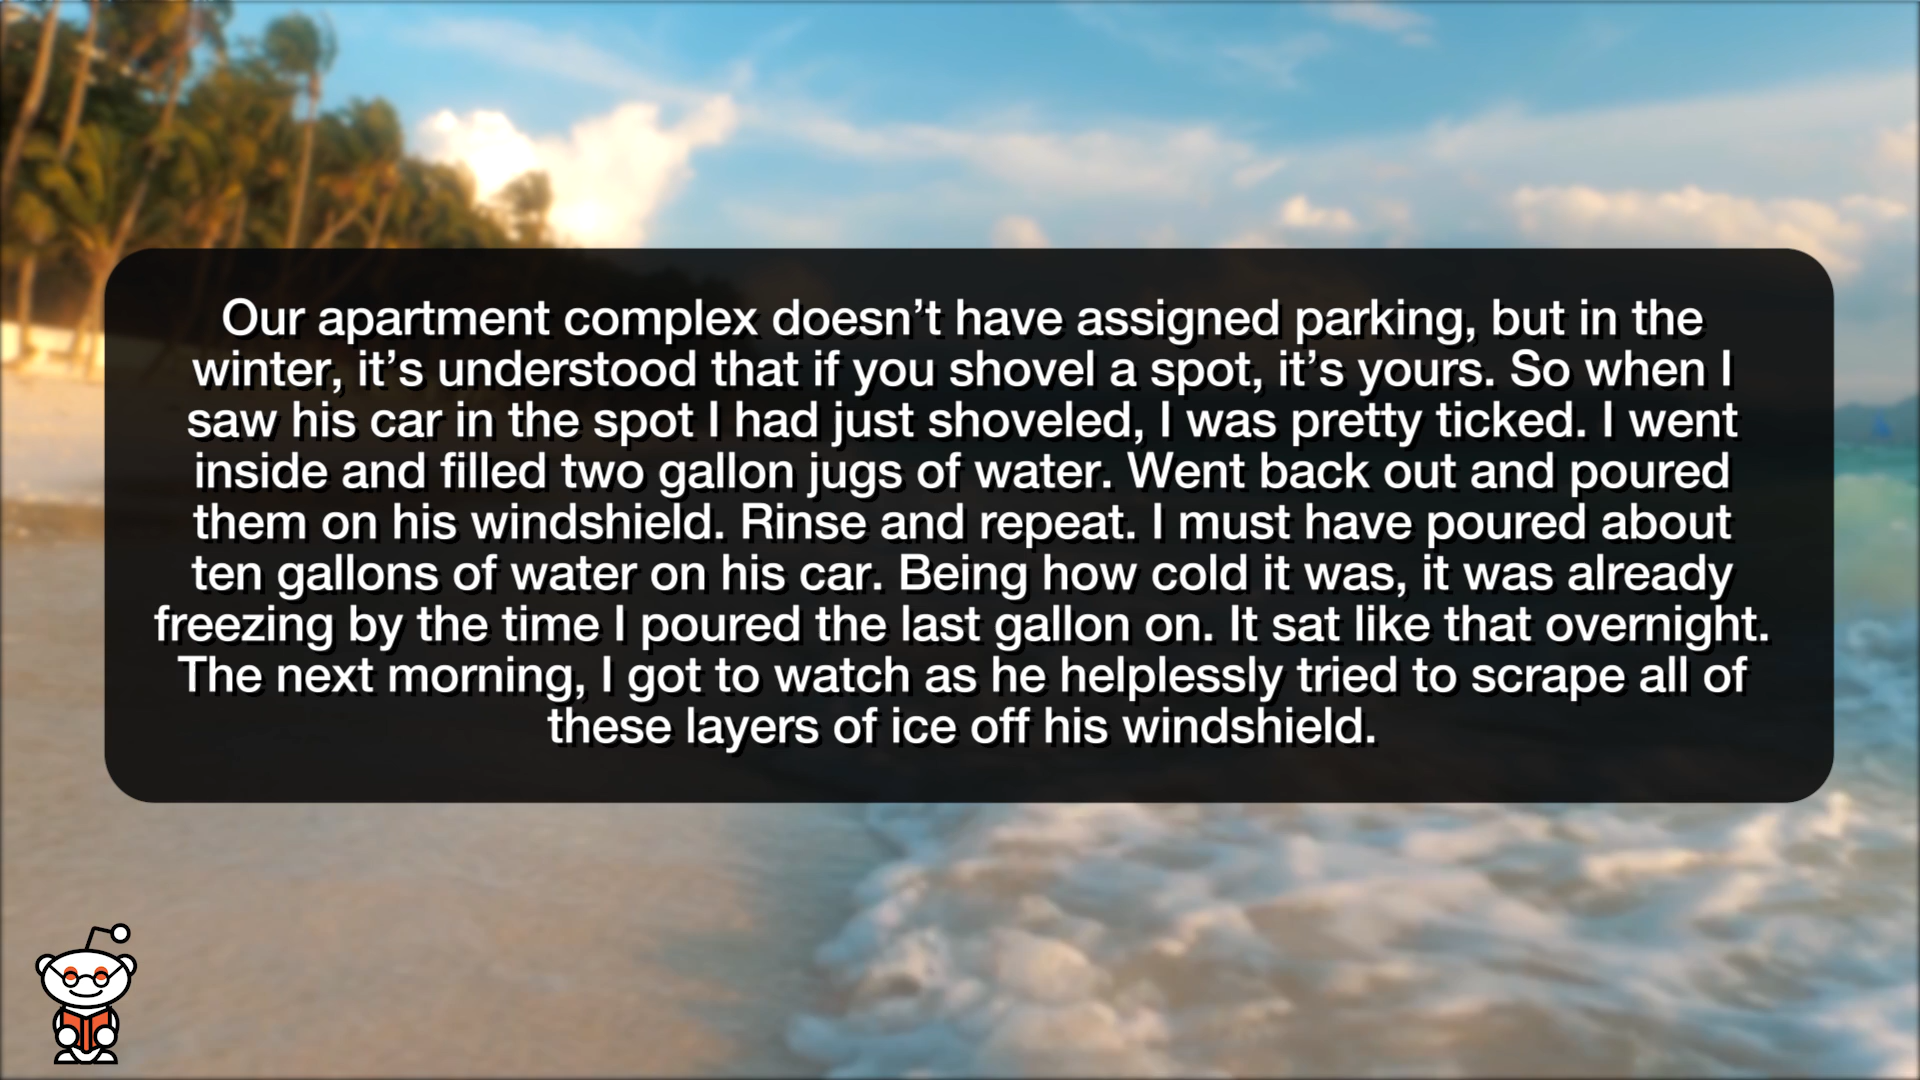 Our apartment complex doesn’t have assigned parking, but in the
winter, it’s understood that if you shovel a spot, it’s yours. So when I
saw his car in the spot I had just shoveled, I was pretty ticked. I went
inside and filled two gallon jugs of water. Went back out and poured
them on his windshield. Rinse and repeat. I must have poured about
ten gallons of water on his car. Being how cold it was, it was already
freezing by the time I poured the last gallon on. It sat like that overnight.
The next morning, I got to watch as he helplessly tried to scrape all of
these layers of ice off his windshield.